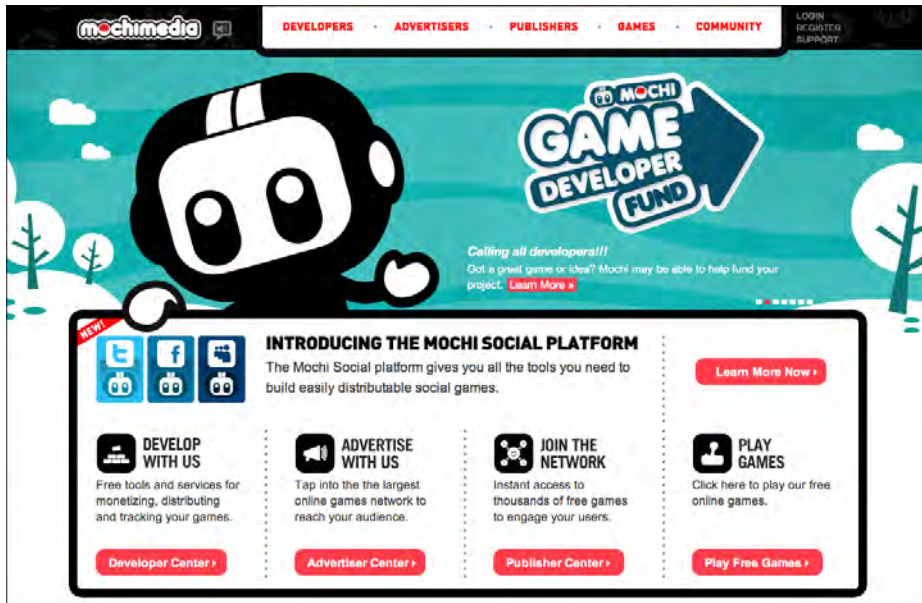 mochimedia
DEVELOPERS · ADVERTISERS · PUBLISHERS · GAMES · COMMUNITY
LOGIN
REGISTER
SUPPORT
MOCHI
GAME
DEVELOPER
FUND
Calling all developers!!!
Got a great game or idea? Mochi may be able to help fund your
project. Learn More »
NEW!
INTRODUCING THE MOCHI SOCIAL PLATFORM
The Mochi Social platform gives you all the tools you need to
build easily distributable social games.
Learn More Now ›
DEVELOP
WITH US
Free tools and services for
monetizing, distributing
and tracking your games.
Developer Center ›
ADVERTISE
WITH US
Tap into the the largest
online games network to
reach your audience.
Advertiser Center ›
JOIN THE
NETWORK
Instant access to
thousands of free games
to engage your users.
Publisher Center ›
PLAY
GAMES
Click here to play our free
online games.
Play Free Games ›